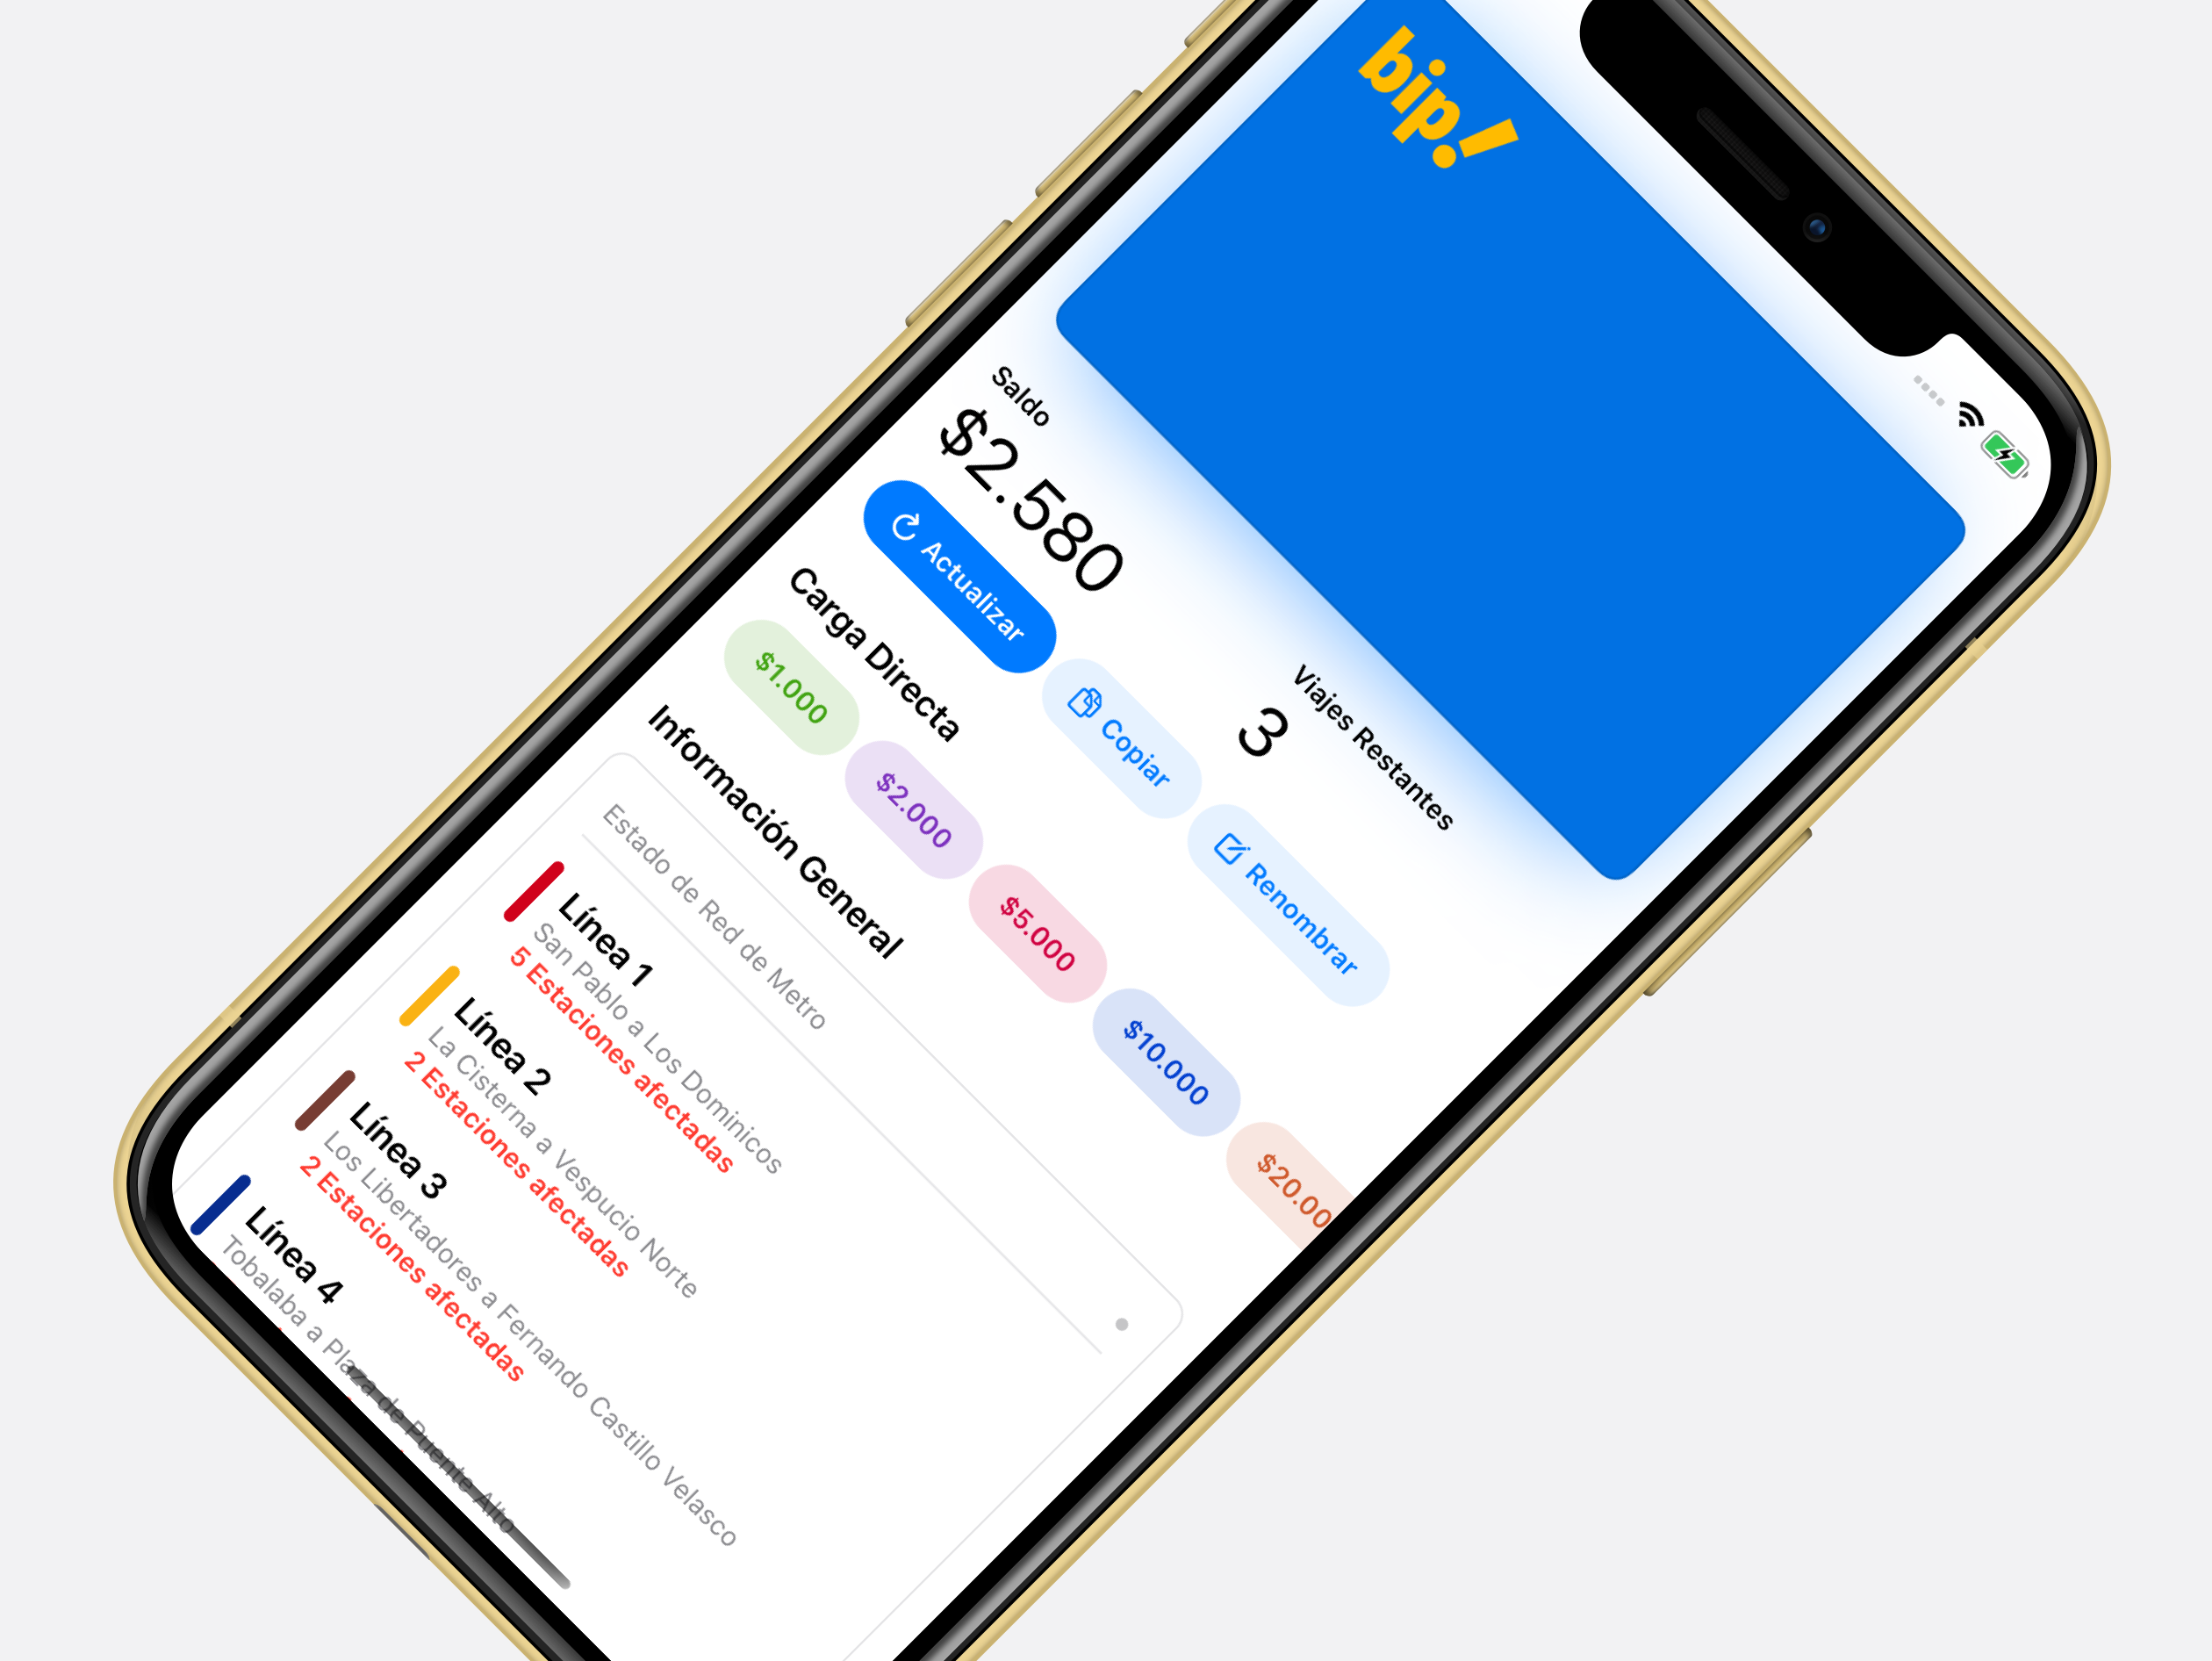 bip!
Saldo
$2.580
Viajes Restantes
3
Actualizar
Copiar
Renombrar
Carga Directa
$1.000
$2.000
$5.000
$10.000
$20.00
Información General
Estado de Red de Metro
Línea 1
San Pablo a Los Dominicos
5 Estaciones afectadas
Línea 2
La Cisterna a Vespucio Norte
2 Estaciones afectadas
Línea 3
Los Libertadores a Fernando Castillo Velasco
2 Estaciones afectadas
Línea 4
Tobalaba a Plaza de Puente Alto